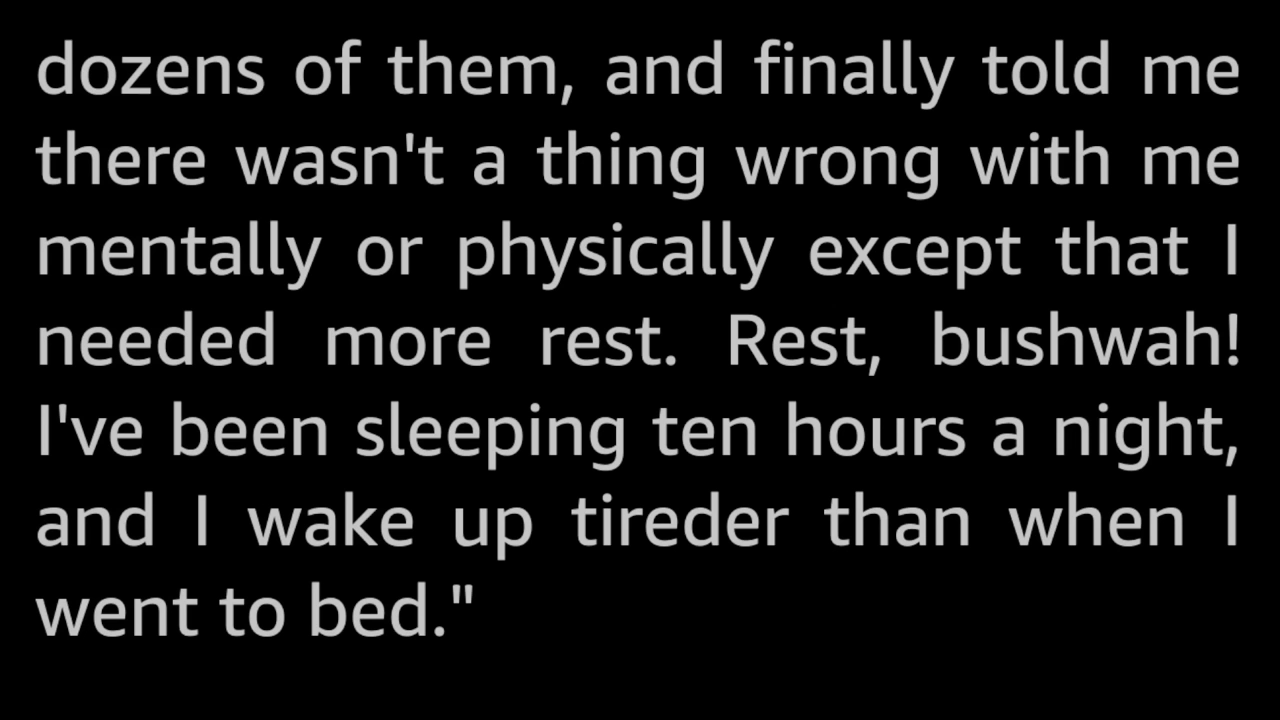 dozens of them, and finally told me
there wasn't a thing wrong with me
mentally or physically except that I
needed more rest. Rest, bushwah!
I've been sleeping ten hours a night,
and I wake up tireder than when I
went to bed."